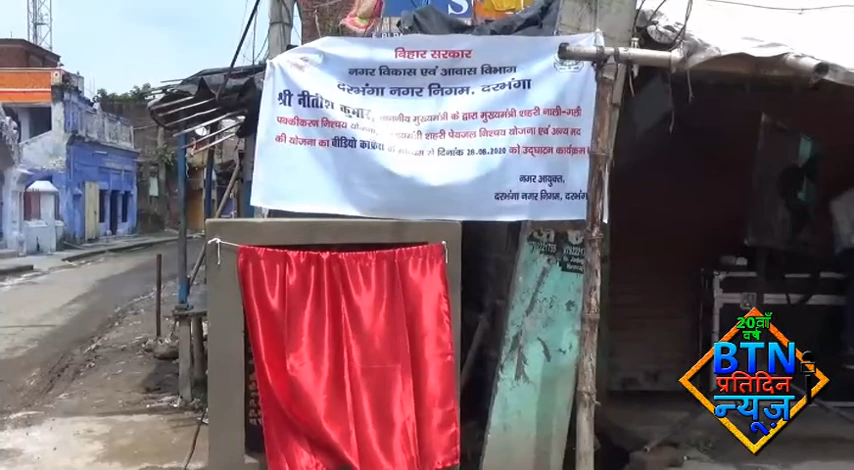 बिहार सरकार
नगर विकास एवं आवास विभाग
दरभंगा नगर निगम, दरभंगा
श्री नीतीश कुमार, माननीय मुख्यमंत्री के द्वारा मुख्यमंत्री शहरी नाली-गली
पक्कीकरण निश्चय योजना, मुख्यमंत्री शहरी पेयजल निश्चय योजना एवं अन्य मद
की योजना का वीडियो कॉन्फ्रेंस के माध्यम से दिनांक 28.08.2020 को उद्घाटन कार्यक्रम
नगर आयुक्त,
दरभंगा नगर निगम, दरभंगा
20वाँ
वर्ष
BTN
प्रतिदिन
न्यूज